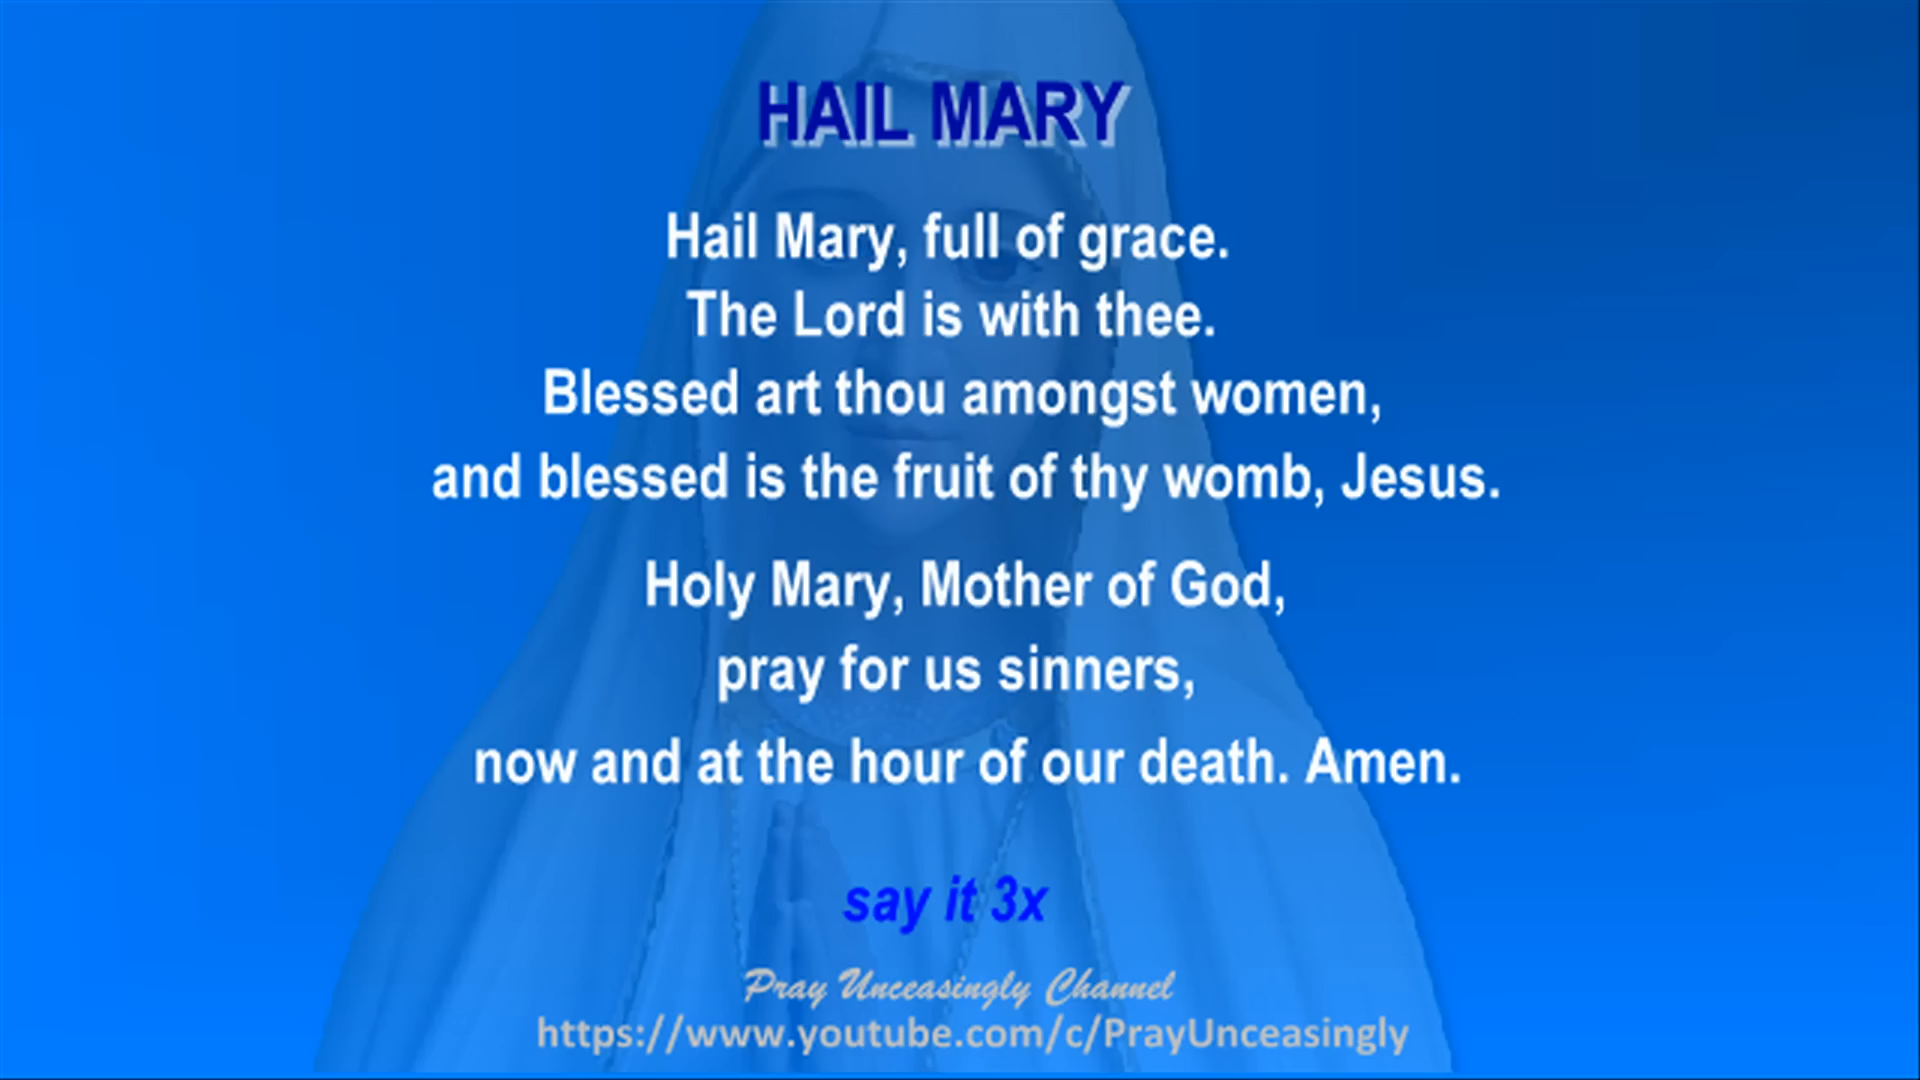 HAIL MARY
Hail Mary, full of grace.
The Lord is with thee.
Blessed art thou amongst women,
and blessed is the fruit of thy womb, Jesus.
Holy Mary, Mother of God,
pray for us sinners,
now and at the hour of our death. Amen.
say it 3x
Pray Unceasingly Channel
https://www.youtube.com/c/PrayUnceasingly